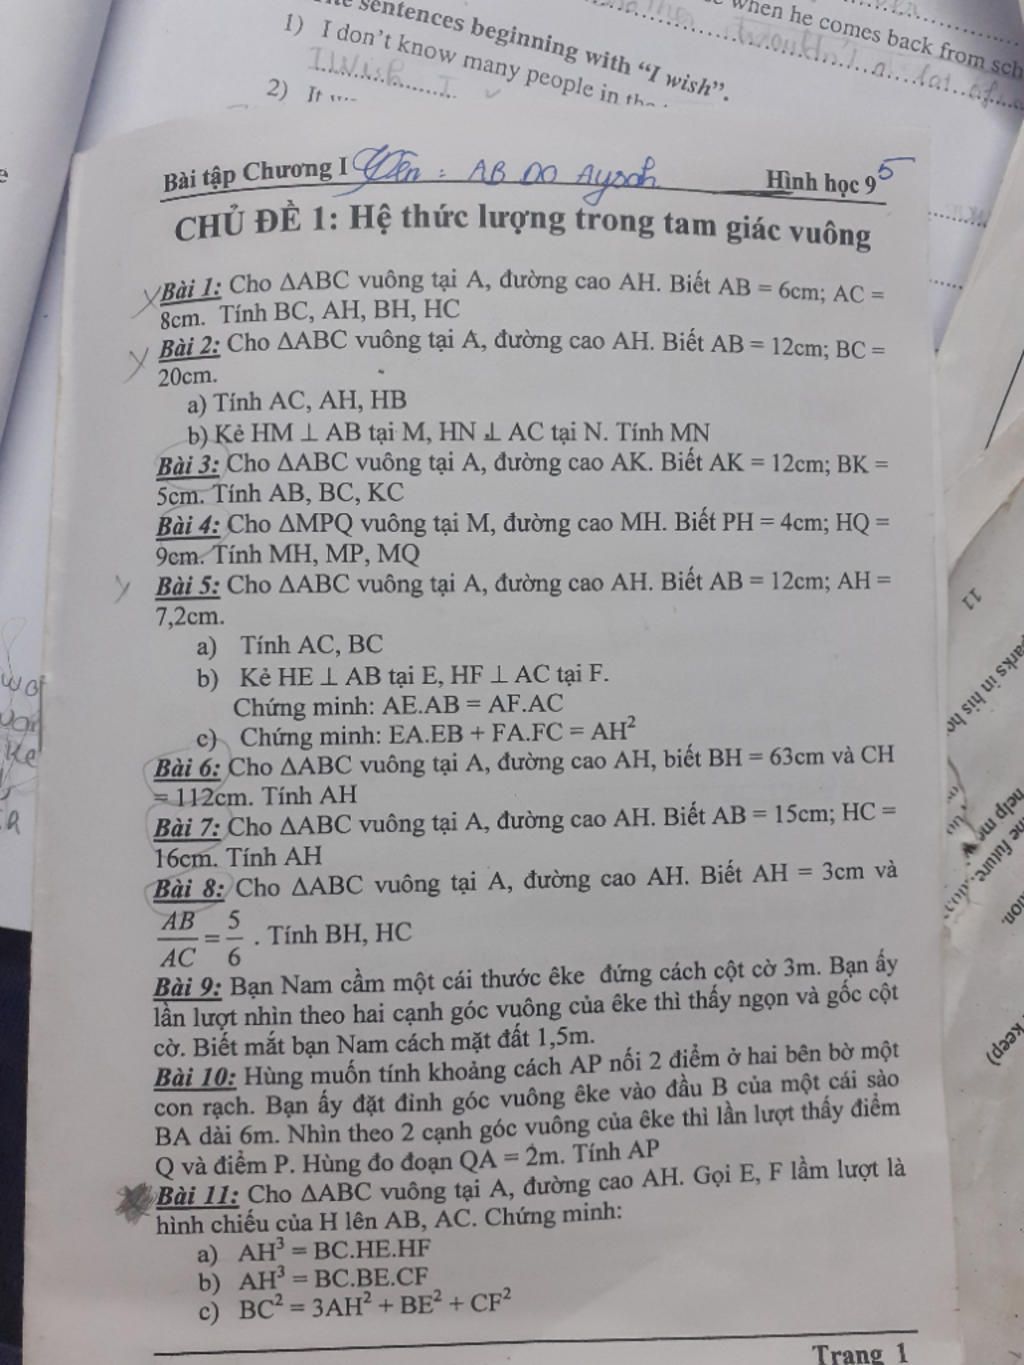 sentences beginning with "I wish".
when he comes back from sch
1) I don't know many people in
I wish I
2) It
Bài tập Chương I
Hình học 9
5
CHỦ ĐỀ 1: Hệ thức lượng trong tam giác vuông
Bài 1: Cho ΔABC vuông tại A, đường cao AH. Biết AB = 6cm; AC =
8cm. Tính BC, AH, BH, HC
Bài 2: Cho ΔABC vuông tại A, đường cao AH. Biết AB = 12cm; BC =
20cm.
a) Tính AC, AH, HB
b) Kẻ HM ⊥ AB tại M, HN ⊥ AC tại N. Tính MN
Bài 3: Cho ΔABC vuông tại A, đường cao AK. Biết AK = 12cm; BK =
5cm. Tính AB, BC, KC
Bài 4: Cho ΔMPQ vuông tại M, đường cao MH. Biết PH = 4cm; HQ =
9cm. Tính MH, MP, MQ
Bài 5: Cho ΔABC vuông tại A, đường cao AH. Biết AB = 12cm; AH =
7,2cm.
a) Tính AC, BC
b) Kẻ HE ⊥ AB tại E, HF ⊥ AC tại F.
Chứng minh: AE.AB = AF.AC
c) Chứng minh: EA.EB + FA.FC = AH²
Bài 6: Cho ΔABC vuông tại A, đường cao AH, biết BH = 63cm và CH
= 112cm. Tính AH
Bài 7: Cho ΔABC vuông tại A, đường cao AH. Biết AB = 15cm; HC =
16cm. Tính AH
Bài 8: Cho ΔABC vuông tại A, đường cao AH. Biết AH = 3cm và
AB/AC = 5/6 . Tính BH, HC
Bài 9: Bạn Nam cầm một cái thước êke đứng cách cột cờ 3m. Bạn ấy
lần lượt nhìn theo hai cạnh góc vuông của êke thì thấy ngọn và gốc cột
cờ. Biết mắt bạn Nam cách mặt đất 1,5m.
Bài 10: Hùng muốn tính khoảng cách AP nối 2 điểm ở hai bên bờ một
con rạch. Bạn ấy đặt đỉnh góc vuông êke vào đầu B của một cái sào
BA dài 6m. Nhìn theo 2 cạnh góc vuông của êke thì lần lượt thấy điểm
Q và điểm P. Hùng đo đoạn QA = 2m. Tính AP
Bài 11: Cho ΔABC vuông tại A, đường cao AH. Gọi E, F lầm lượt là
hình chiếu của H lên AB, AC. Chứng minh:
a) AH³ = BC.HE.HF
b) AH³ = BC.BE.CF
c) BC² = 3AH² + BE² + CF²
Trang 1
11
arks in his
help me
future.
keep)